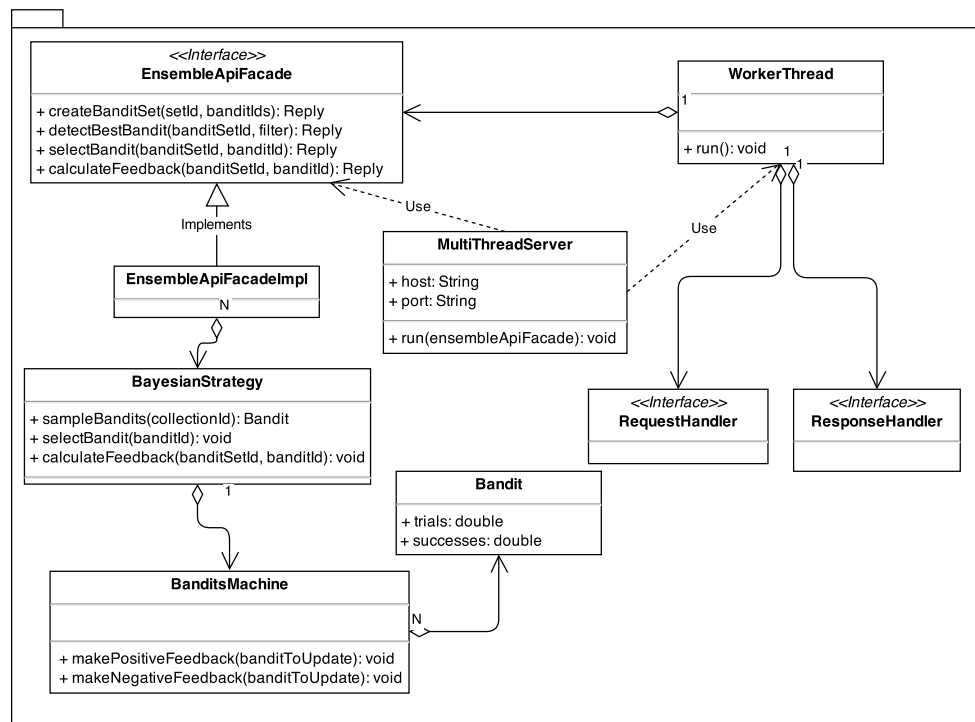 <<Interface>>
EnsembleApiFacade
+ createBanditSet(setId, banditIds): Reply
+ detectBestBandit(banditSetId, filter): Reply
+ selectBandit(banditSetId, banditId): Reply
+ calculateFeedback(banditSetId, banditId): Reply
WorkerThread
1
+ run(): void
1
1
Use
Use
Implements
MultiThreadServer
+ host: String
+ port: String
+ run(ensembleApiFacade): void
EnsembleApiFacadeImpl
N
BayesianStrategy
+ sampleBandits(collectionId): Bandit
+ selectBandit(banditId): void
+ calculateFeedback(banditSetId, banditId): void
1
<<Interface>>
RequestHandler
<<Interface>>
ResponseHandler
Bandit
+ trials: double
+ successes: double
BanditsMachine
N
+ makePositiveFeedback(banditToUpdate): void
+ makeNegativeFeedback(banditToUpdate): void